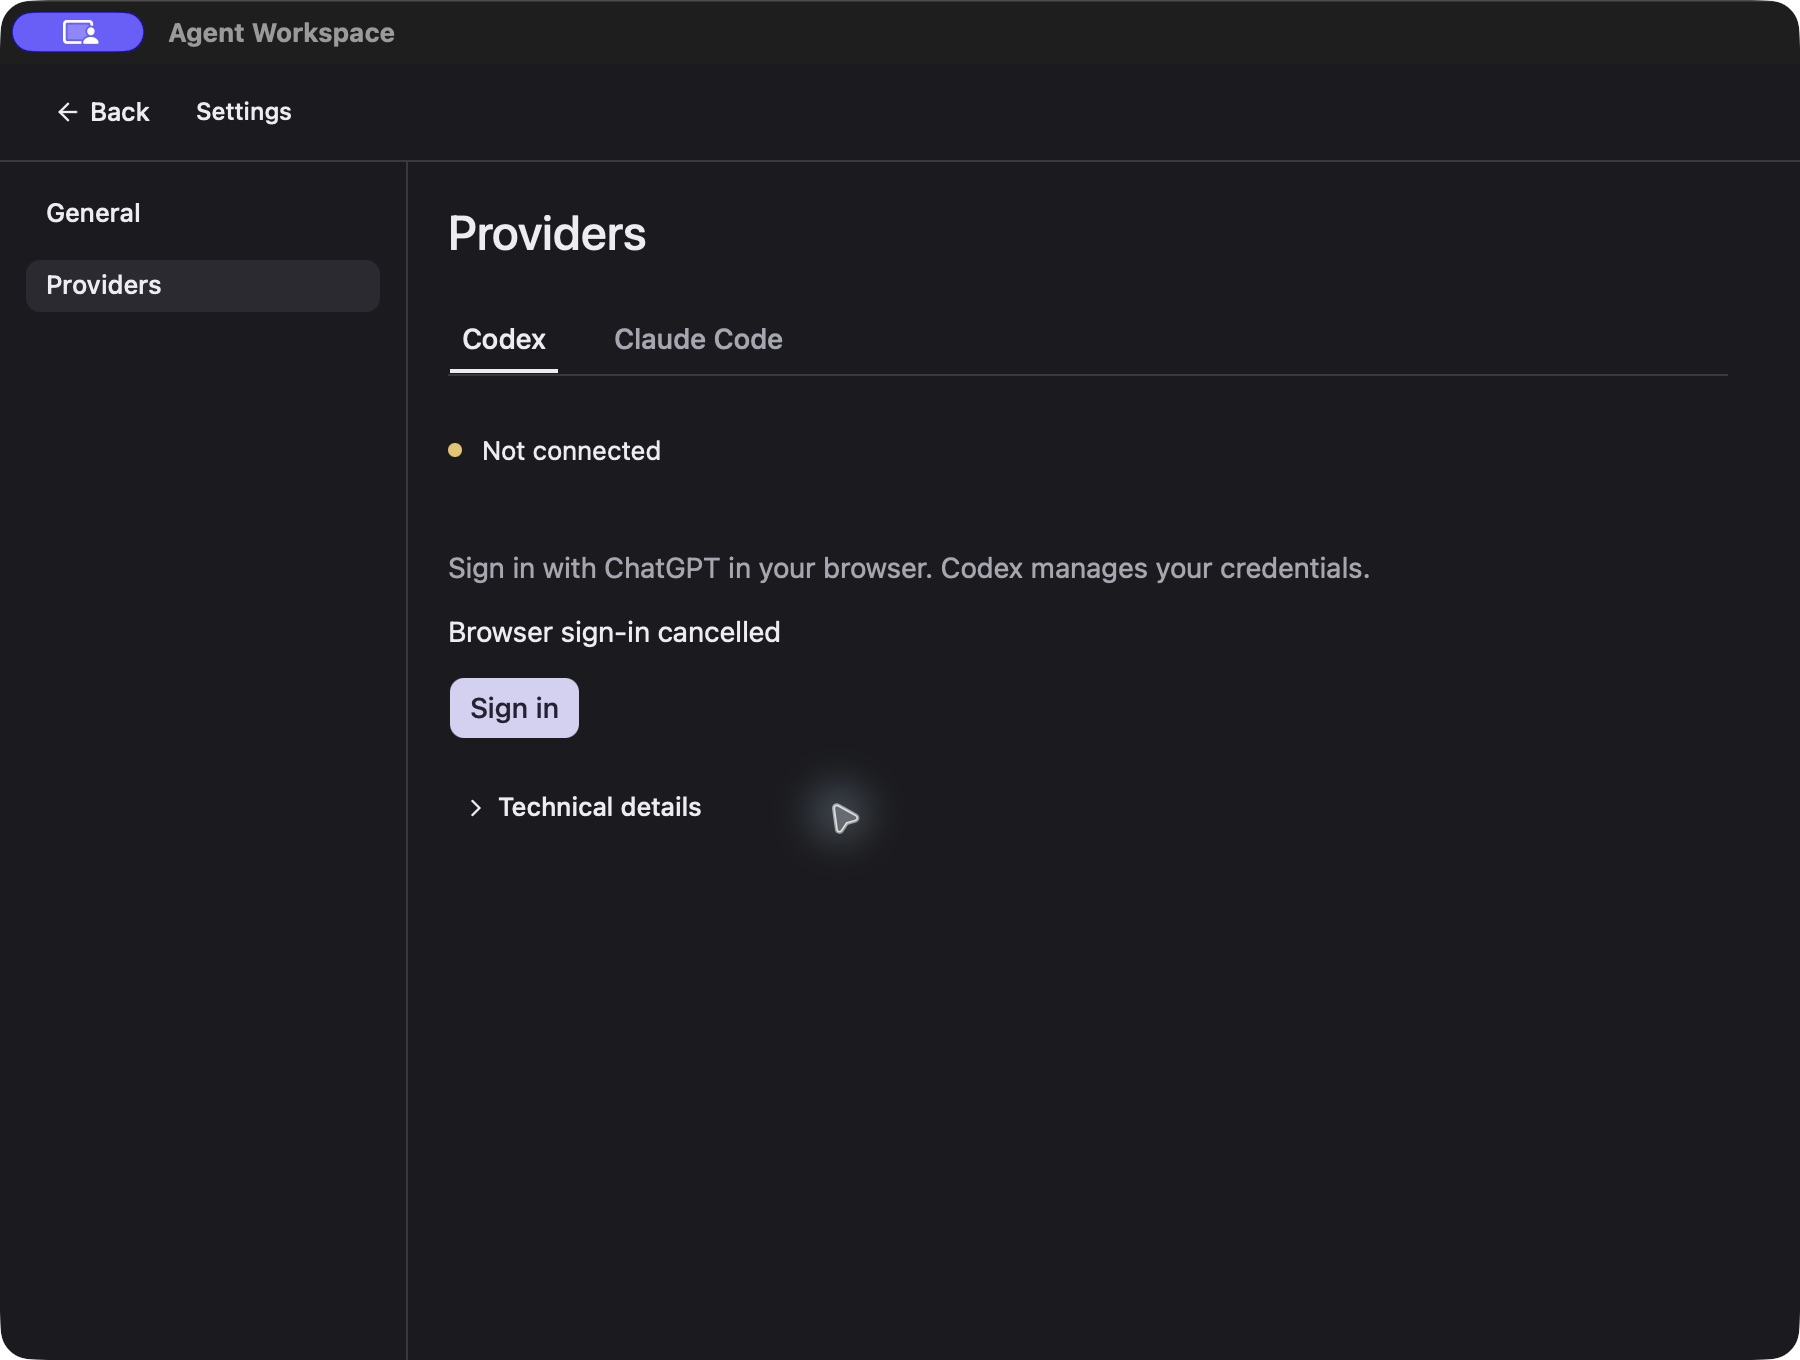 Agent Workspace
Back
Settings
General
Providers
Providers
Codex
Claude Code
Not connected
Sign in with ChatGPT in your browser. Codex manages your credentials.
Browser sign-in cancelled
Sign in
Technical details